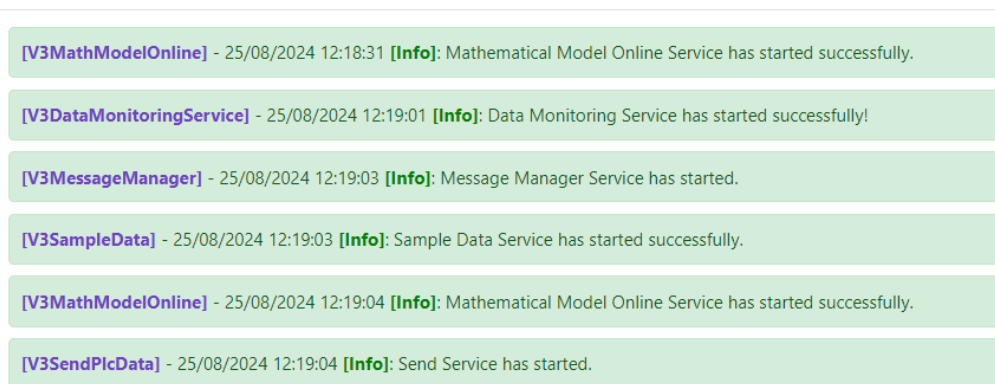 [V3MathModelOnline] - 25/08/2024 12:18:31 [Info]: Mathematical Model Online Service has started successfully.
[V3DataMonitoringService] - 25/08/2024 12:19:01 [Info]: Data Monitoring Service has started successfully!
[V3MessageManager] - 25/08/2024 12:19:03 [Info]: Message Manager Service has started.
[V3SampleData] - 25/08/2024 12:19:03 [Info]: Sample Data Service has started successfully.
[V3MathModelOnline] - 25/08/2024 12:19:04 [Info]: Mathematical Model Online Service has started successfully.
[V3SendPlcData] - 25/08/2024 12:19:04 [Info]: Send Service has started.